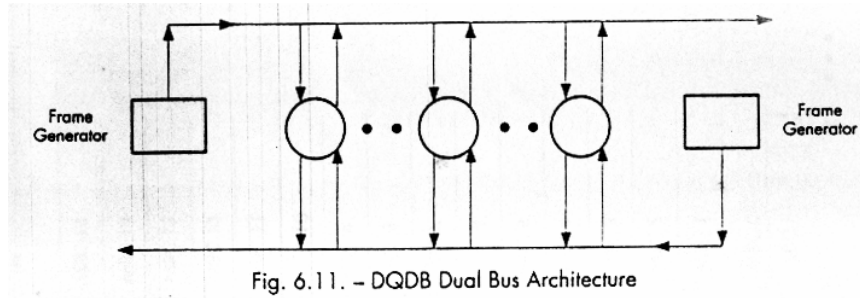 Frame
Generator
Frame
Generator
Fig. 6.11. – DQDB Dual Bus Architecture